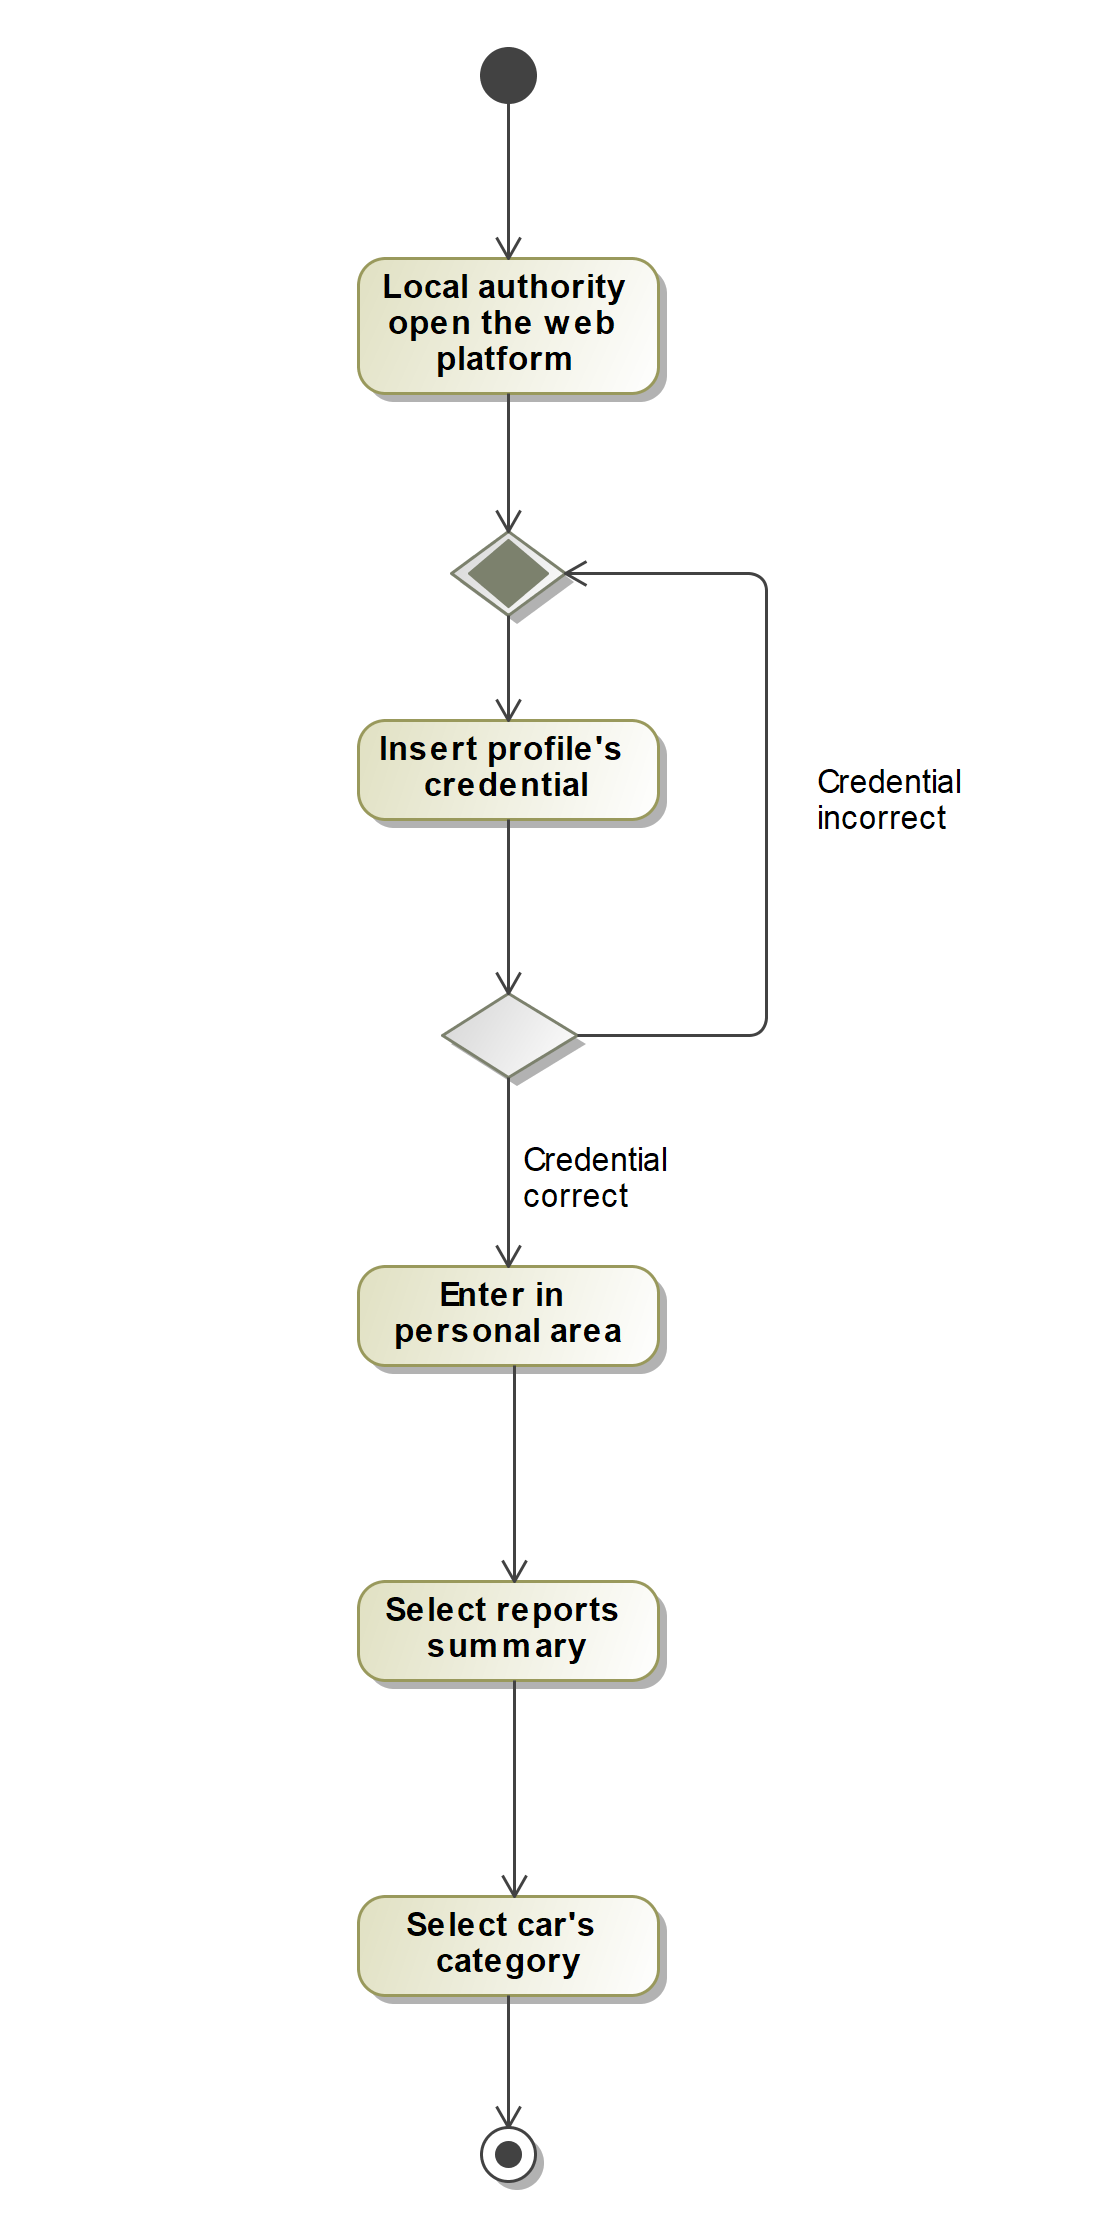 Local authority
open the web
platform
Insert profile's
credential
Credential
incorrect
Credential
correct
Enter in
personal area
Select reports
summary
Select car's
category